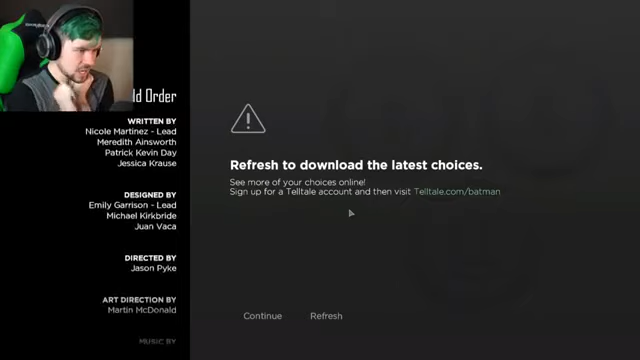 ld Order
WRITTEN BY
Nicole Martinez - Lead
Meredith Ainsworth
Patrick Kevin Day
Jessica Krause
DESIGNED BY
Emily Garrison - Lead
Michael Kirkbride
Juan Vaca
DIRECTED BY
Jason Pyke
ART DIRECTION BY
Martin McDonald
MUSIC BY
Refresh to download the latest choices.
See more of your choices online!
Sign up for a Telltale account and then visit Telltale.com/batman
Continue
Refresh